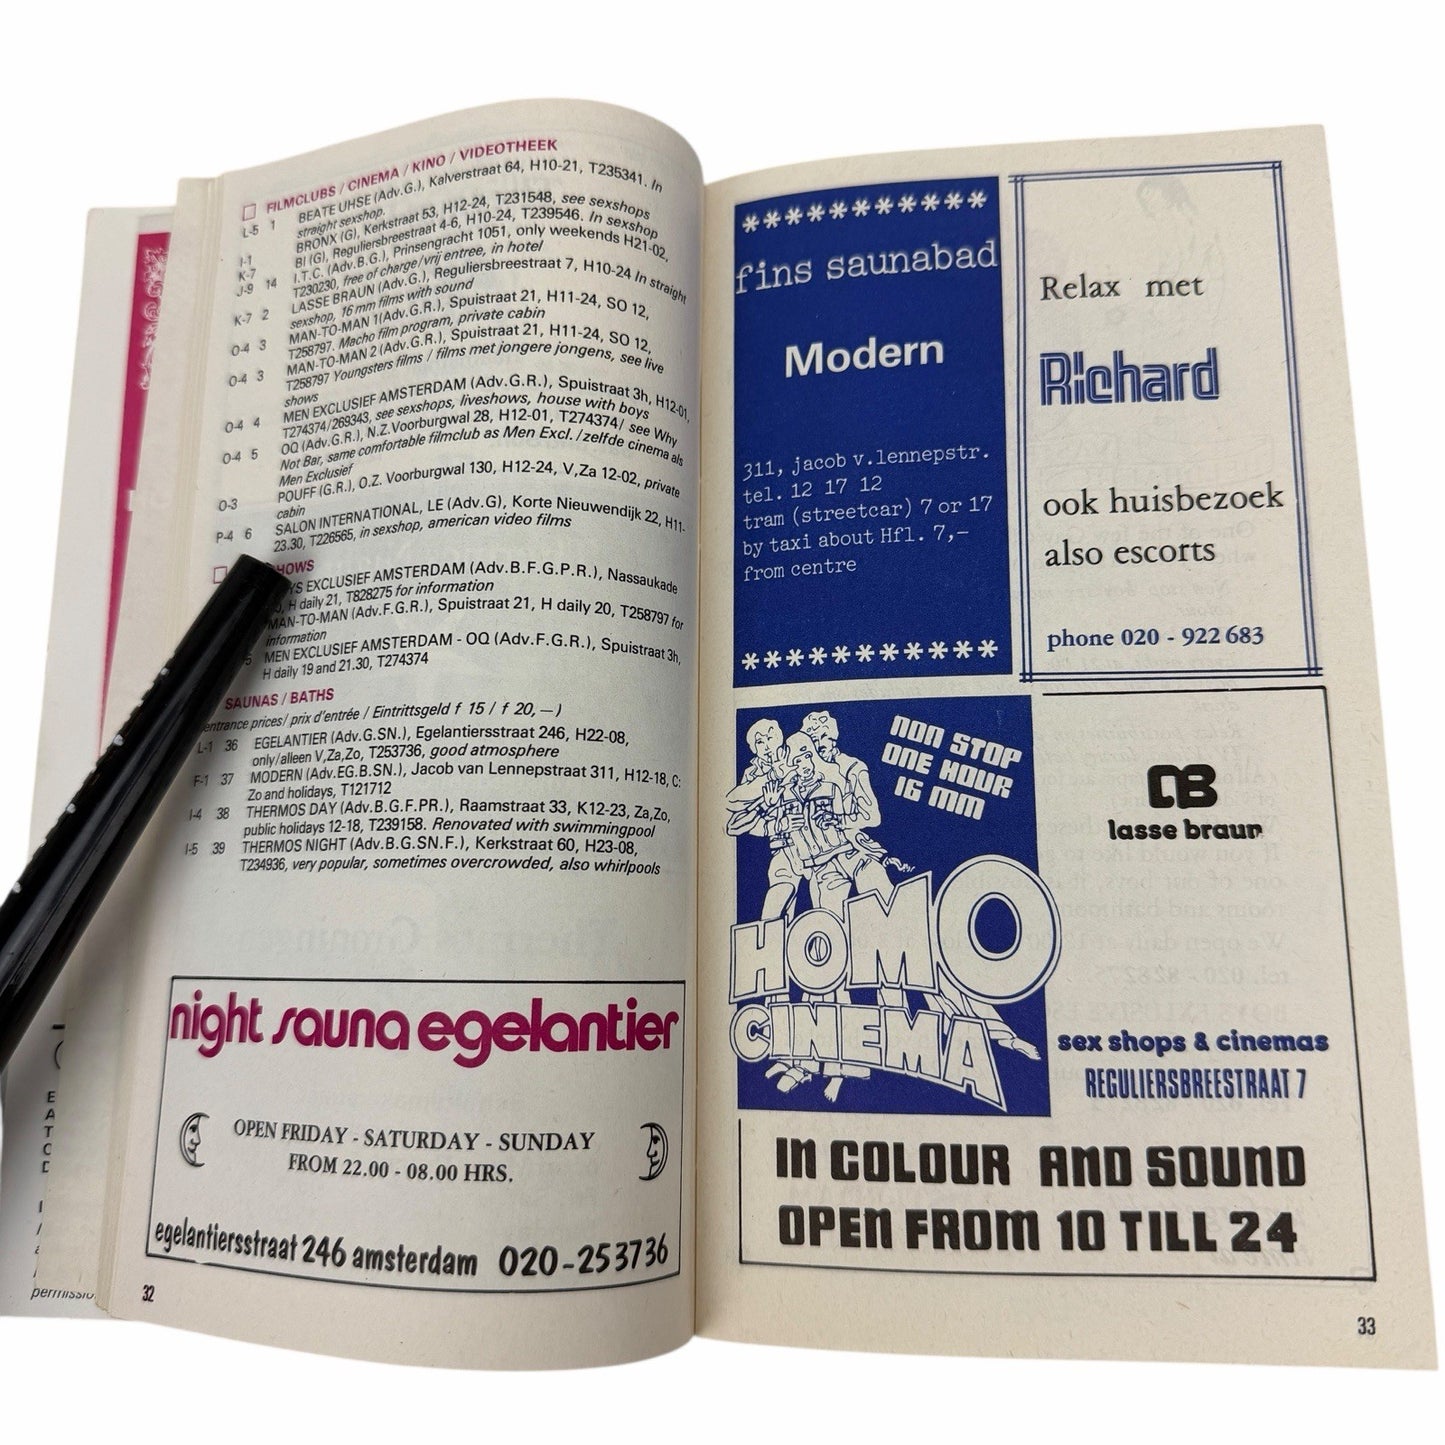 FILMCLUBS / CINEMA / KINO / VIDEOTHEEK
L-5 1 BEATE UHSE (Adv.G.), Kalverstraat 64, H10-21, T235341. In
straight sexshop.
I-1 BRONX (G), Kerkstraat 53, H12-24, T231548, see sexshops
K-7 BI (G), Reguliersbreestraat 4-6, H10-24, T239546. In sexshop
J-9 14 I.T.C. (Adv.B.G.), Prinsengracht 1051, only weekends H21-02,
T230230, free of charge/vrij entree, in hotel
K-7 2 LASSE BRAUN (Adv.G.), Reguliersbreestraat 7, H10-24 In straight
sexshop, 16 mm films with sound
O-4 3 MAN-TO-MAN 1(Adv.G.R.), Spuistraat 21, H11-24, SO 12,
T258797. Macho film program, private cabin
O-4 3 MAN-TO-MAN 2 (Adv.G.R.), Spuistraat 21, H11-24, SO 12,
T258797 Youngsters films / films met jongere jongens, see live
shows
O-4 4 MEN EXCLUSIEF AMSTERDAM (Adv.G.R.), Spuistraat 3h, H12-01,
T274374/269343, see sexshops, liveshows, house with boys
O-4 5 OQ (Adv.G.R.), N.Z.Voorburgwal 28, H12-01, T274374/ see Why
Not Bar, same comfortable filmclub as Men Excl. / zelfde cinema als
Men Exclusief
O-3 POUFF (G.R.), O.Z. Voorburgwal 130, H12-24, V,Za 12-02, private
cabin
P-4 6 SALON INTERNATIONAL, LE (Adv.G), Korte Nieuwendijk 22, H11-
23.30, T226565, in sexshop, american video films
HOWS
YS EXCLUSIEF AMSTERDAM (Adv.B.F.G.P.R.), Nassaukade
, H daily 21, T828275 for information
MAN-TO-MAN (Adv.F.G.R.), Spuistraat 21, H daily 20, T258797 for
information
5 MEN EXCLUSIEF AMSTERDAM - OQ (Adv.F.G.R.), Spuistraat 3h,
H daily 19 and 21.30, T274374
SAUNAS / BATHS
entrance prices/ prix d'entrée / Eintrittsgeld f 15 / f 20,—)
L-1 36 EGELANTIER (Adv.G.SN.), Egelantiersstraat 246, H22-08,
only/alleen V,Za,Zo, T253736, good atmosphere
F-1 37 MODERN (Adv.EG.B.SN.), Jacob van Lennepstraat 311, H12-18, C:
Zo and holidays, T121712
I-4 38 THERMOS DAY (Adv.B.G.F.PR.), Raamstraat 33, K12-23, Za,Zo,
public holidays 12-18, T239158. Renovated with swimmingpool
I-5 39 THERMOS NIGHT (Adv.B.G.SN.F.), Kerkstraat 60, H23-08,
T234936, very popular, sometimes overcrowded, also whirlpools
night sauna egelantier
OPEN FRIDAY - SATURDAY - SUNDAY
FROM 22.00 - 08.00 HRS.
egelantiersstraat 246 amsterdam 020-253736
32
***********
fins saunabad
Modern
311, jacob v.lennepstr.
tel. 12 17 12
tram (streetcar) 7 or 17
by taxi about Hfl. 7,-
from centre
***********
Relax met
Richard
ook huisbezoek
also escorts
phone 020 - 922683
NON STOP
ONE HOUR
16 MM
HOMO
CINEMA
LB
lasse braun
sex shops & cinemas
REGULIERSBREESTRAAT 7
IN COLOUR AND SOUND
OPEN FROM 10 TILL 24
33